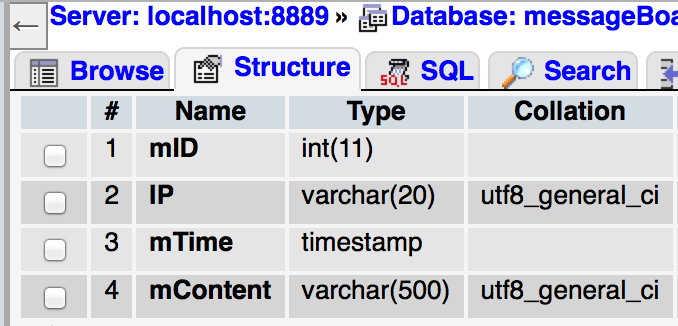 ← Server: localhost:8889 » Database:
Browse Structure SQL Search
# Name Type Collation
1 mID int(11)
2 IP varchar(20) utf8_general_ci
3 mTime timestamp
4 mContent varchar(500) utf8_general_ci